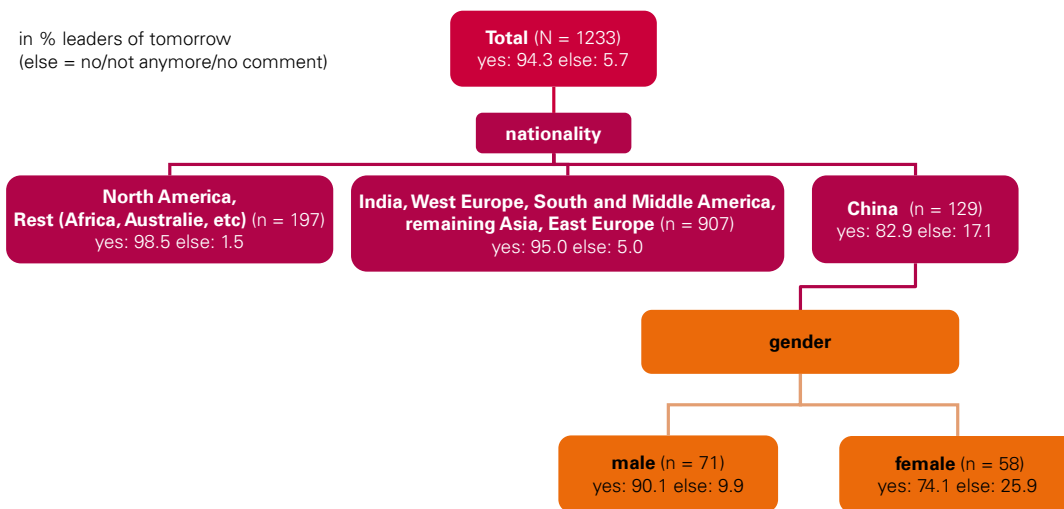 in % leaders of tomorrow
(else = no/not anymore/no comment)
Total (N = 1233)
yes: 94.3 else: 5.7
nationality
North America,
Rest (Africa, Australie, etc) (n = 197)
yes: 98.5 else: 1.5
India, West Europe, South and Middle America,
remaining Asia, East Europe (n = 907)
yes: 95.0 else: 5.0
China (n = 129)
yes: 82.9 else: 17.1
gender
male (n = 71)
yes: 90.1 else: 9.9
female (n = 58)
yes: 74.1 else: 25.9